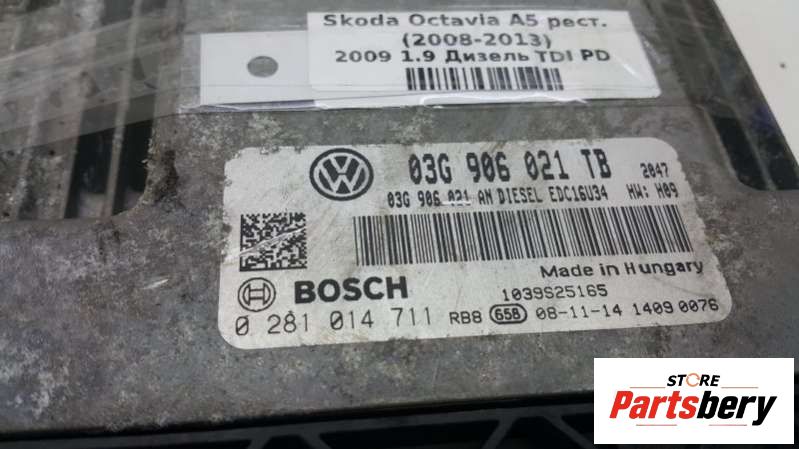 Skoda Octavia A5 рест.
(2008-2013)
2009 1.9 Дизель TDI PD
03G 906 021 TB 2047
03G 906 021 AM DIESEL EDC16U34 HW: H09
Made in Hungary
BOSCH 1039S25165
0 281 014 711 RB8 658 08-11-14 1409 0076
STORE
Partsbery